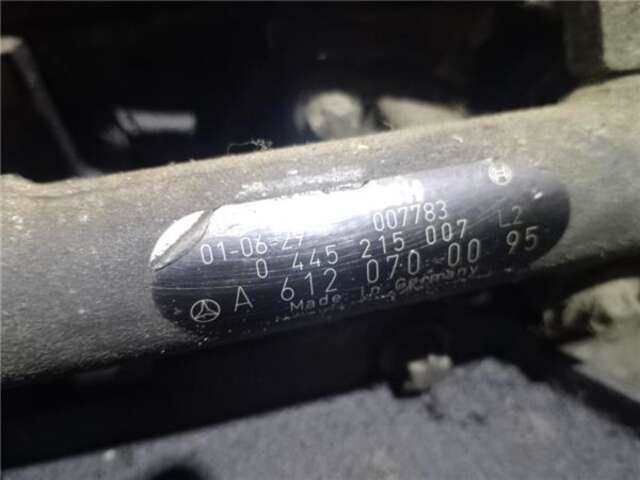 007783
01-06-27
0 445 215 007 L2
A 612 070 00 95
Made in Germany